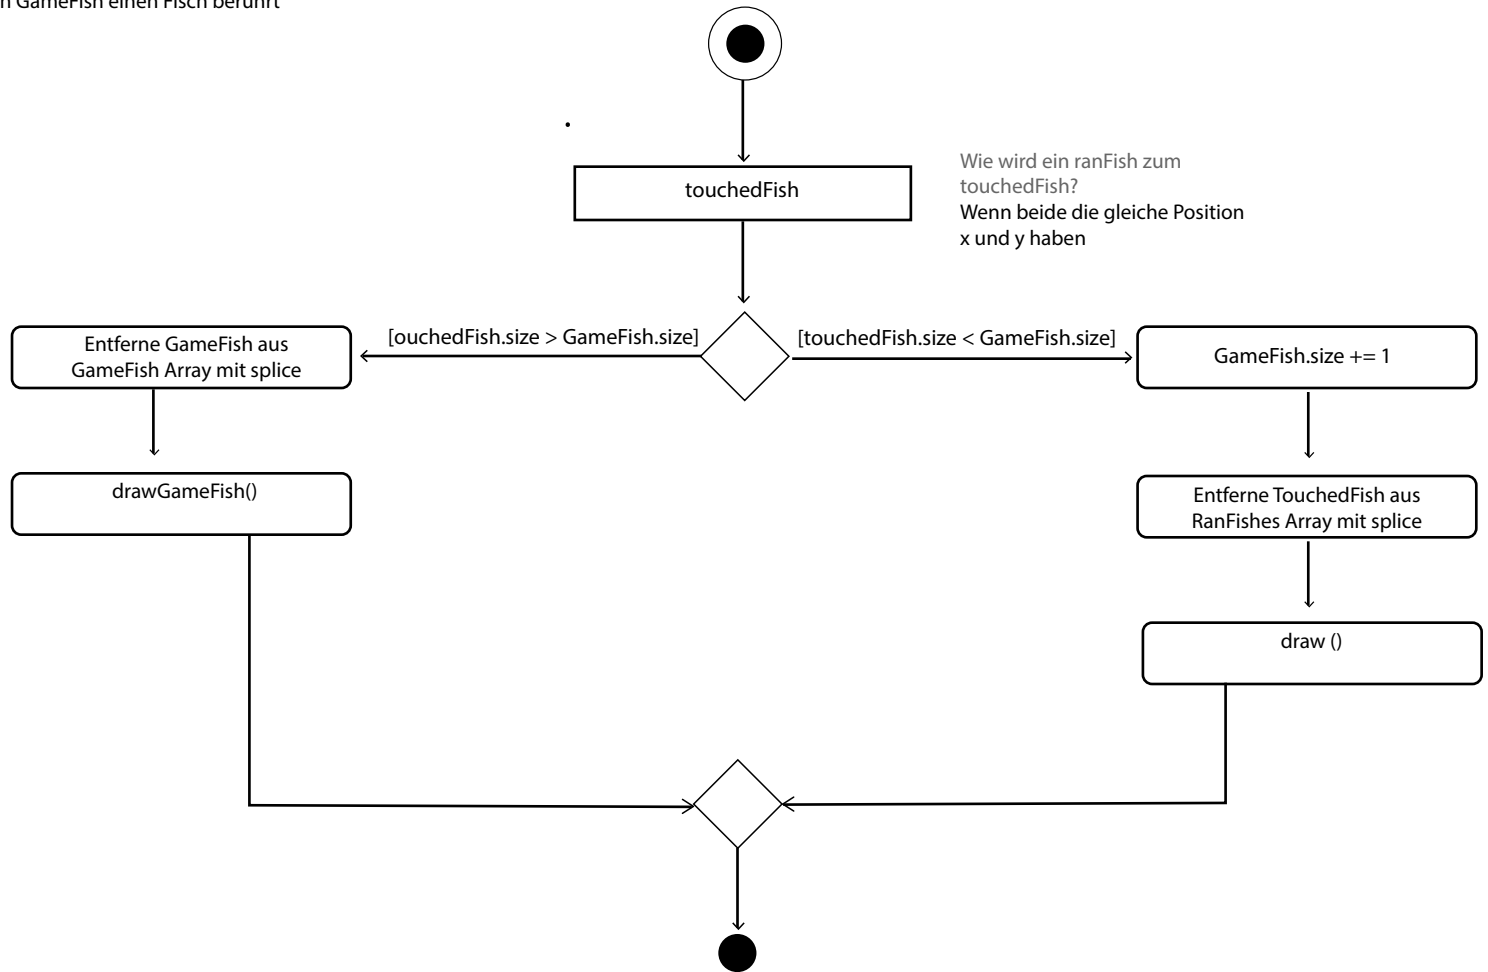 GameFish einen Fisch berührt
touchedFish
Wie wird ein ranFish zum
touchedFish?
Wenn beide die gleiche Position
x und y haben
[ouchedFish.size > GameFish.size]
[touchedFish.size < GameFish.size]
Entferne GameFish aus
GameFish Array mit splice
GameFish.size += 1
drawGameFish()
Entferne TouchedFish aus
RanFishes Array mit splice
draw ()